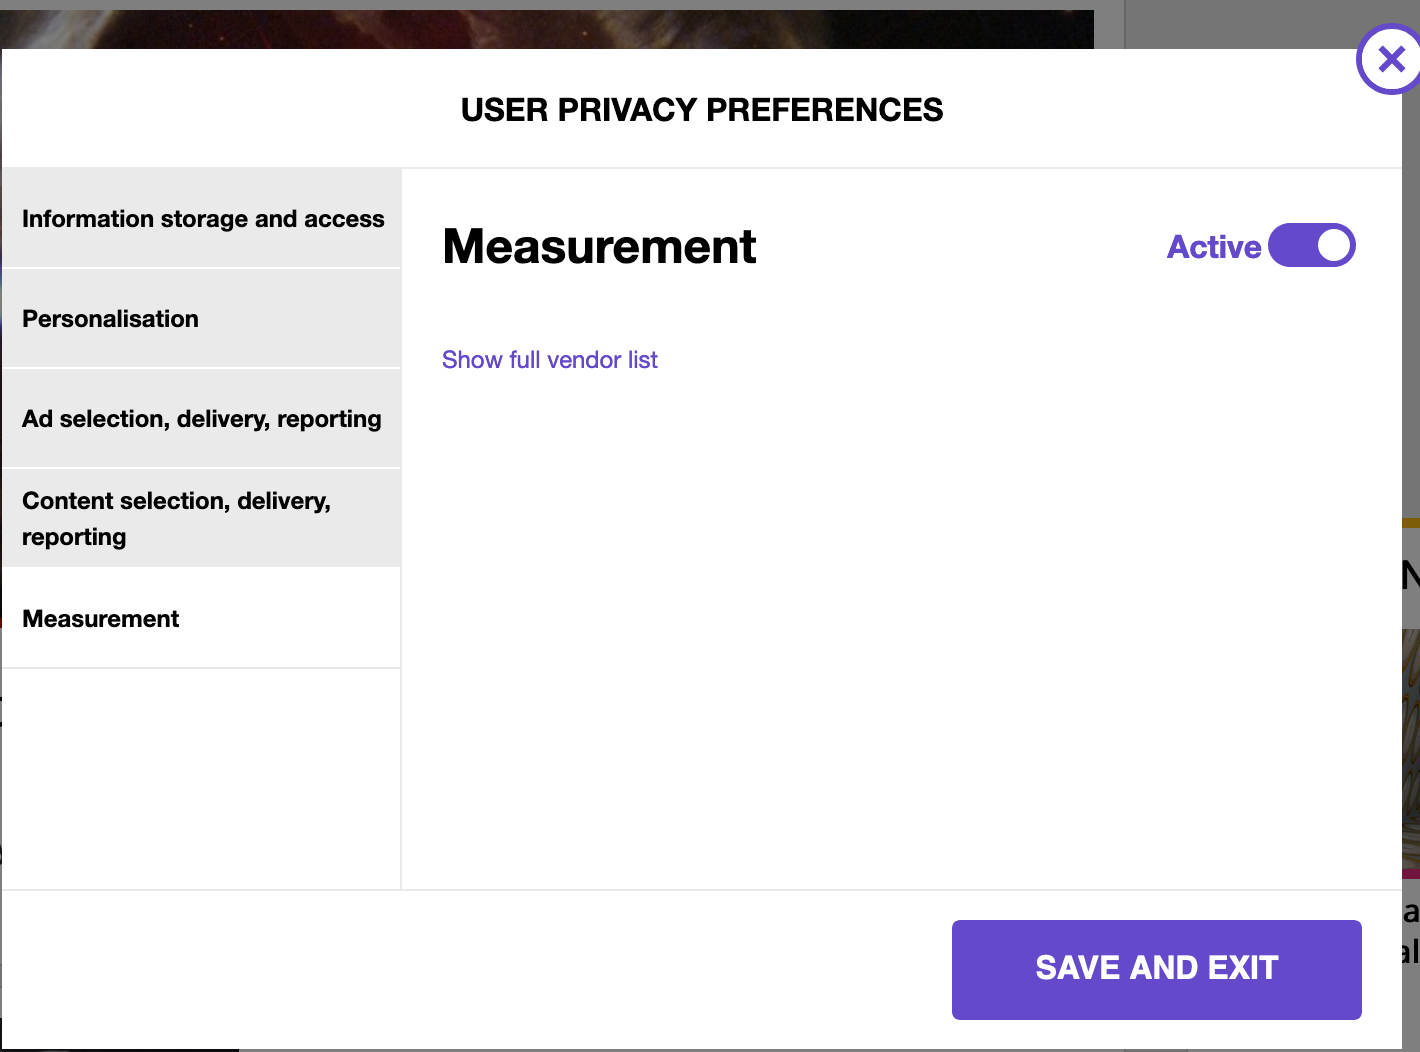 USER PRIVACY PREFERENCES
Information storage and access
Personalisation
Ad selection, delivery, reporting
Content selection, delivery,
reporting
Measurement
Measurement
Active
Show full vendor list
SAVE AND EXIT